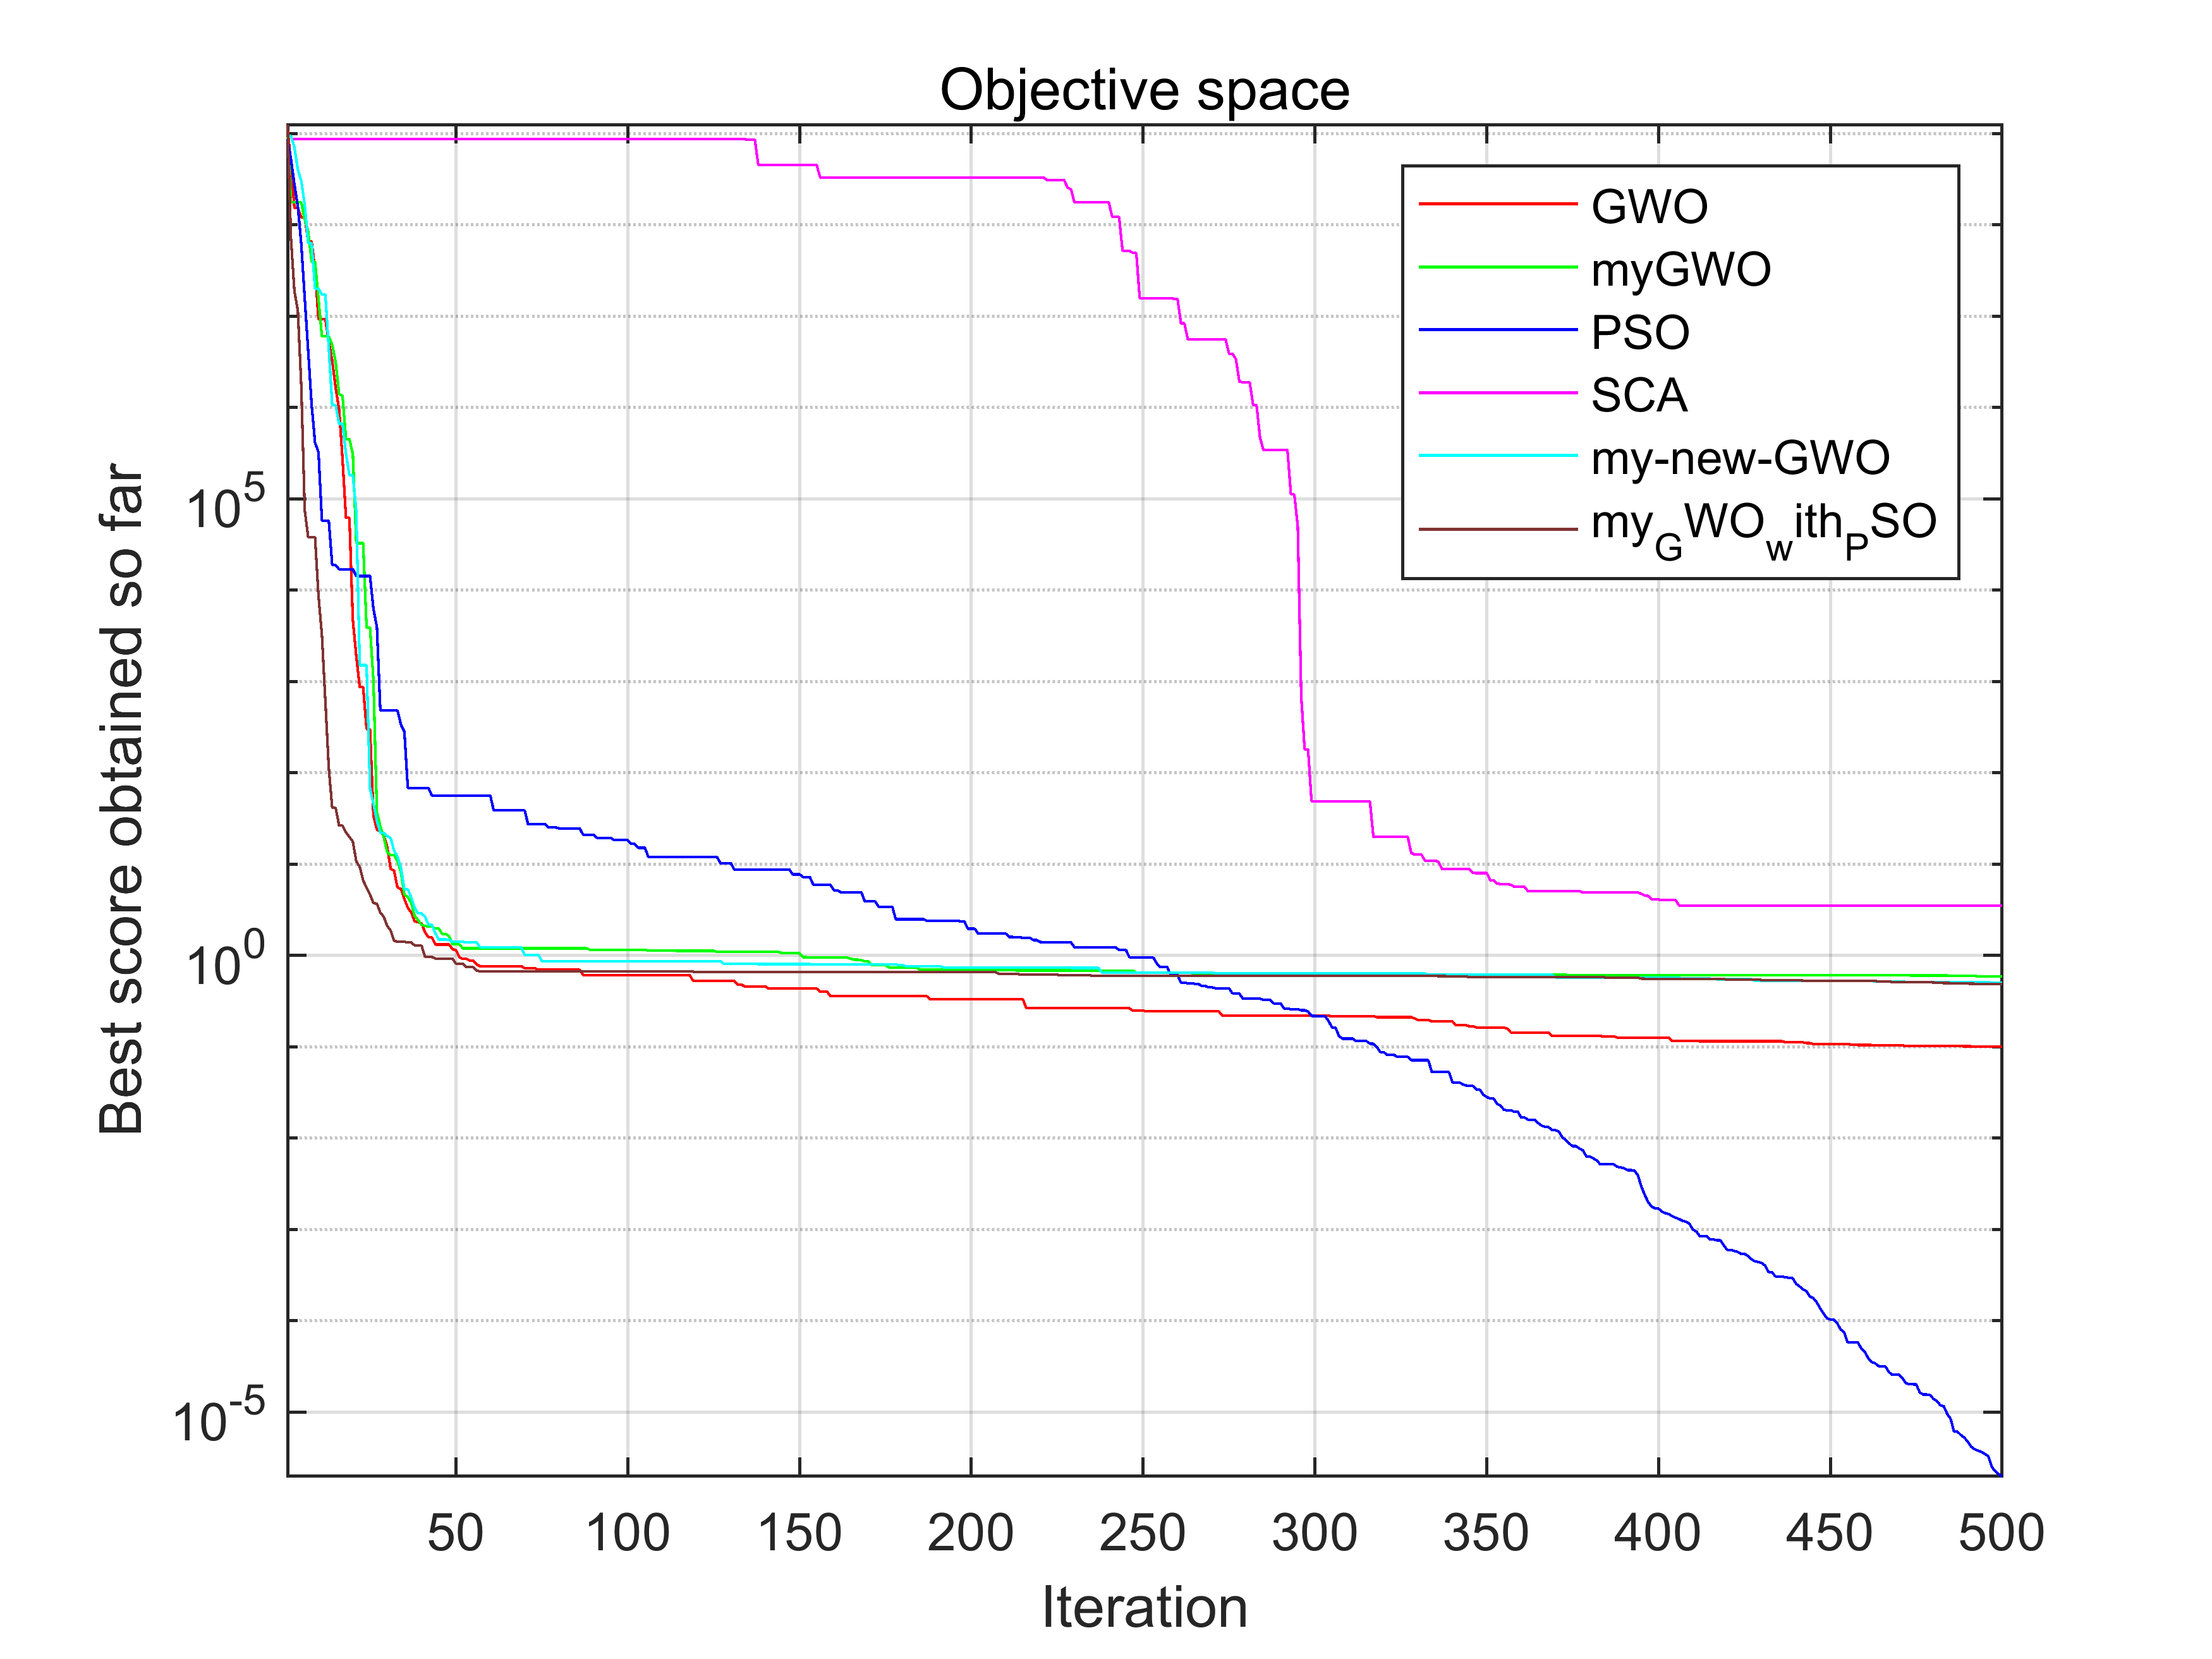 Objective space
Best score obtained so far
10^5
10^0
10^-5
GWO
myGWO
PSO
SCA
my-new-GWO
my_GWO_with_PSO
50 100 150 200 250 300 350 400 450 500
Iteration